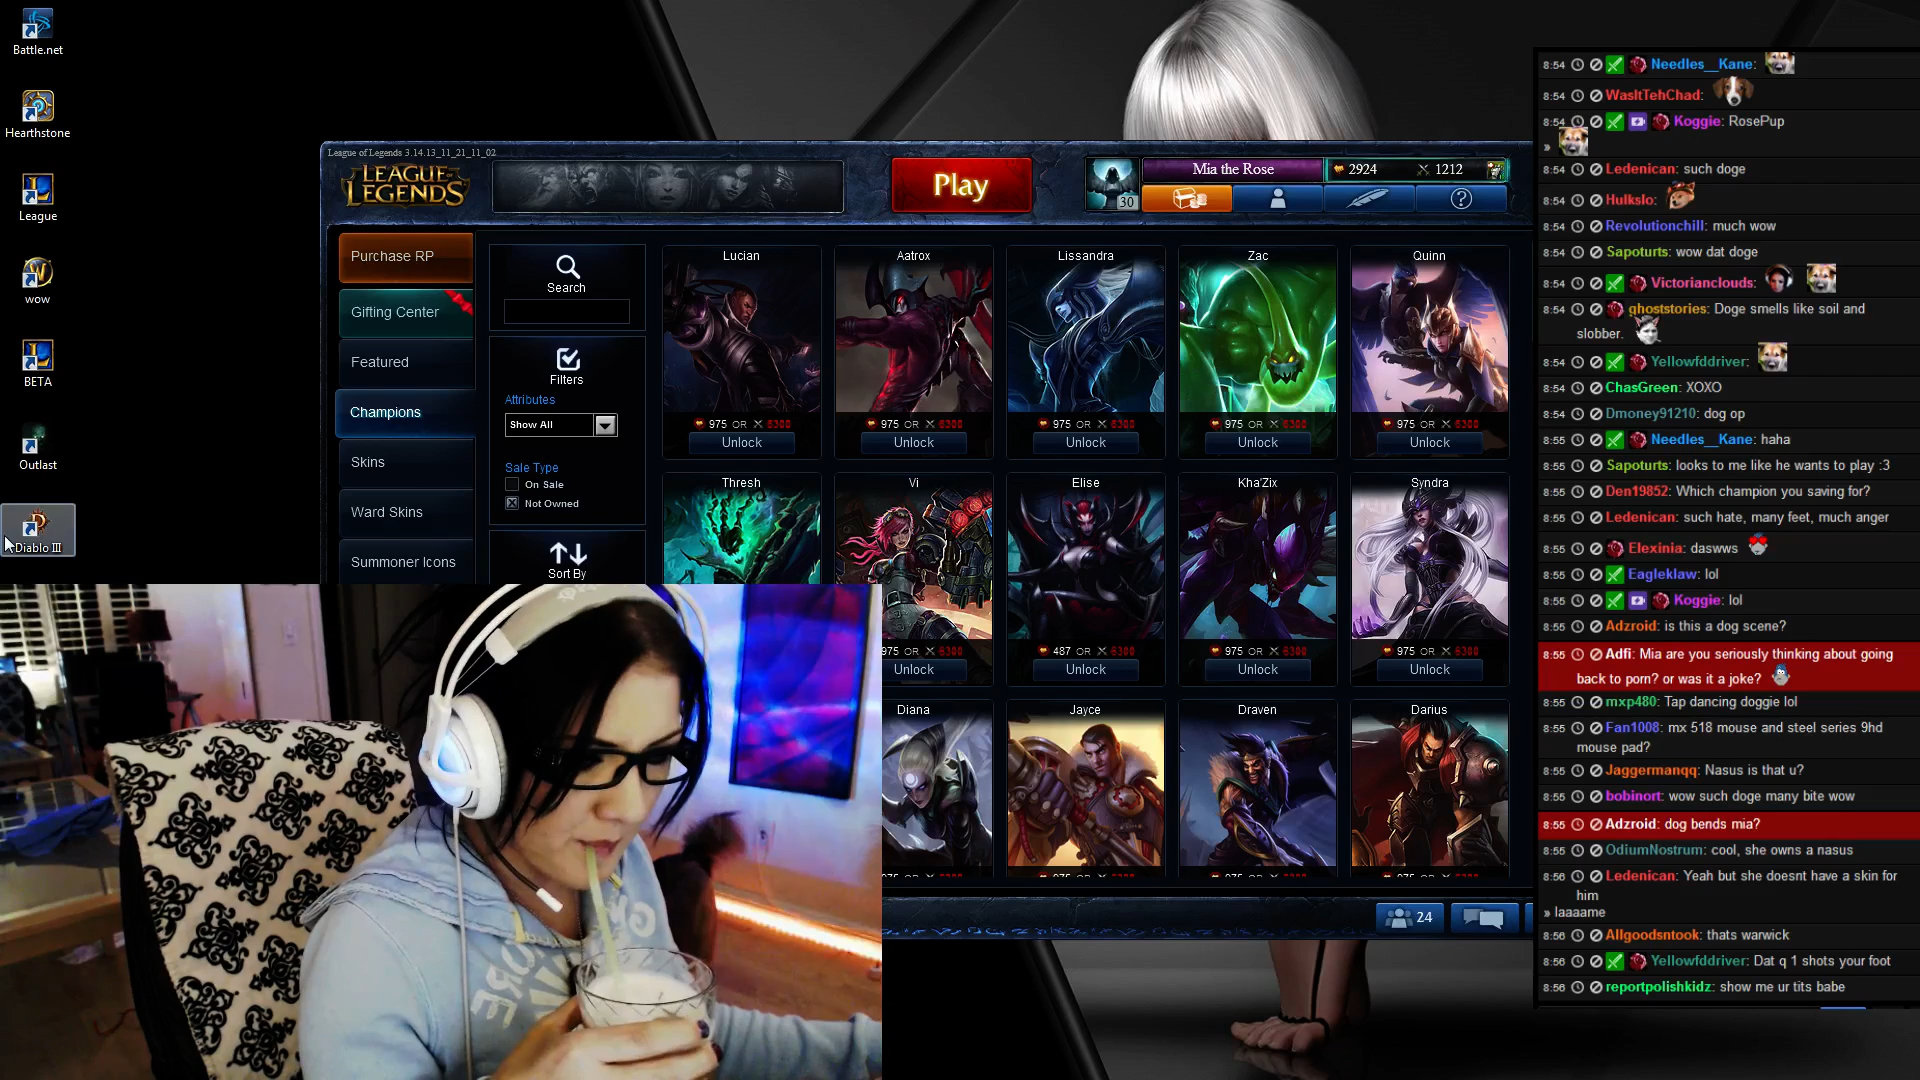 Battle.net
Hearthstone
League
wow
BETA
Outlast
Diablo III
League of Legends 3.14.13_11_21_11_02
LEAGUE OF LEGENDS
Play
30
Mia the Rose
2924
1212
Purchase RP
Gifting Center
Featured
Champions
Skins
Ward Skins
Summoner Icons
Search
Filters
Attributes
Show All
Sale Type
On Sale
Not Owned
Sort By
Lucian Aatrox Lissandra Zac Quinn
975 OR 6300 975 OR 6300 975 OR 6300 975 OR 6300 975 OR 6300
Unlock Unlock Unlock Unlock Unlock
Thresh Vi Elise Kha'Zix Syndra
975 OR 6300 487 OR 6300 975 OR 6300 975 OR 6300
Unlock Unlock Unlock Unlock
Diana Jayce Draven Darius
24
8:54 Needles__Kane:
8:54 WasItTehChad:
8:54 Koggie: RosePup
»
8:54 Ledenican: such doge
8:54 Hulkslo:
8:54 Revolutionchill: much wow
8:54 Sapoturts: wow dat doge
8:54 Victorianclouds:
8:54 ghoststories: Doge smells like soil and
slobber.
8:54 Yellowfddriver:
8:54 ChasGreen: XOXO
8:54 Dmoney91210: dog op
8:55 Needles__Kane: haha
8:55 Sapoturts: looks to me like he wants to play :3
8:55 Den19852: Which champion you saving for?
8:55 Ledenican: such hate, many feet, much anger
8:55 Elexinia: daswws
8:55 Eagleklaw: lol
8:55 Koggie: lol
8:55 Adzroid: is this a dog scene?
8:55 Adfi: Mia are you seriously thinking about going
back to porn? or was it a joke?
8:55 mxp480: Tap dancing doggie lol
8:55 Fan1008: mx 518 mouse and steel series 9hd
mouse pad?
8:55 Jaggermanqq: Nasus is that u?
8:55 bobinort: wow such doge many bite wow
8:55 Adzroid: dog bends mia?
8:55 OdiumNostrum: cool, she owns a nasus
8:56 Ledenican: Yeah but she doesnt have a skin for
him
» laaaame
8:56 Allgoodsntook: thats warwick
8:56 Yellowfddriver: Dat q 1 shots your foot
8:56 reportpolishkidz: show me ur tits babe